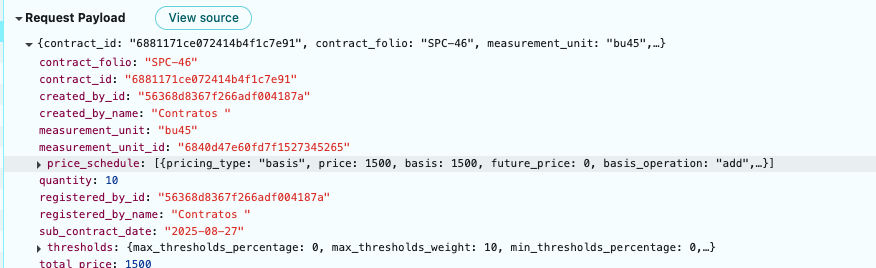 Request Payload View source
{contract_id: "6881171ce072414b4f1c7e91", contract_folio: "SPC-46", measurement_unit: "bu45",…}
contract_folio: "SPC-46"
contract_id: "6881171ce072414b4f1c7e91"
created_by_id: "56368d8367f266adf004187a"
created_by_name: "Contratos "
measurement_unit: "bu45"
measurement_unit_id: "6840d47e60fd7f1527345265"
price_schedule: [{pricing_type: "basis", price: 1500, basis: 1500, future_price: 0, basis_operation: "add",…}]
quantity: 10
registered_by_id: "56368d8367f266adf004187a"
registered_by_name: "Contratos "
sub_contract_date: "2025-08-27"
thresholds: {max_thresholds_percentage: 0, max_thresholds_weight: 10, min_thresholds_percentage: 0,…}
total_price: 1500